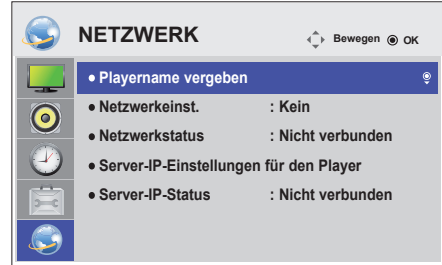 NETZWERK Bewegen OK
Playername vergeben
Netzwerkeinst. : Kein
Netzwerkstatus : Nicht verbunden
Server-IP-Einstellungen für den Player
Server-IP-Status : Nicht verbunden